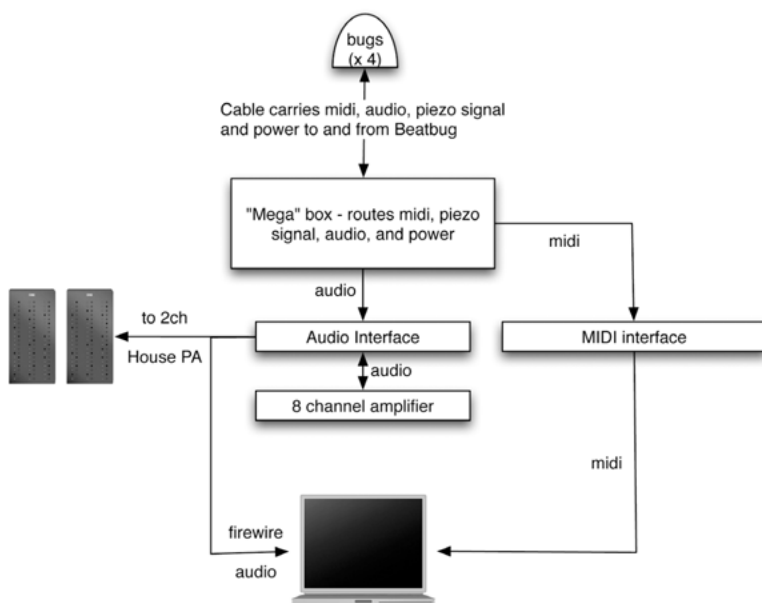 bugs
(x 4)
Cable carries midi, audio, piezo signal
and power to and from Beatbug
"Mega" box - routes midi, piezo
signal, audio, and power
midi
audio
to 2ch
House PA
Audio Interface
MIDI interface
audio
8 channel amplifier
midi
firewire
audio